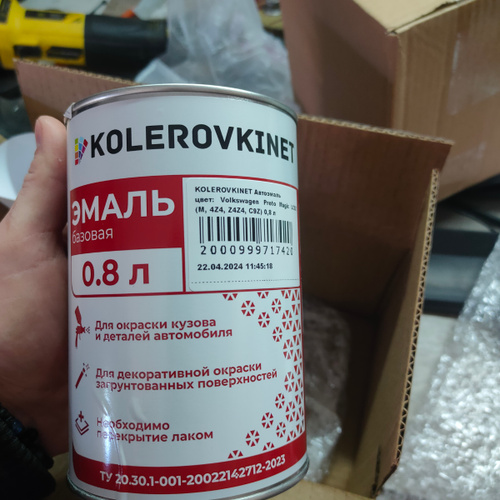 KOLEROVKINET
ЭМАЛЬ
базовая
0.8 л
KOLEROVKINET Автоэмаль
цвет: Volkswagen Proto Magik
(M, 4Z4, Z4Z4, C9Z) 0,8 л
2000999717420
22.04.2024 11:45:18
Для окраски кузова
и деталей автомобиля
Для декоративной окраски
загрунтованных поверхностей
Необходимо
перекрытие лаком
ТУ 20.30.1-001-20022142712-2023